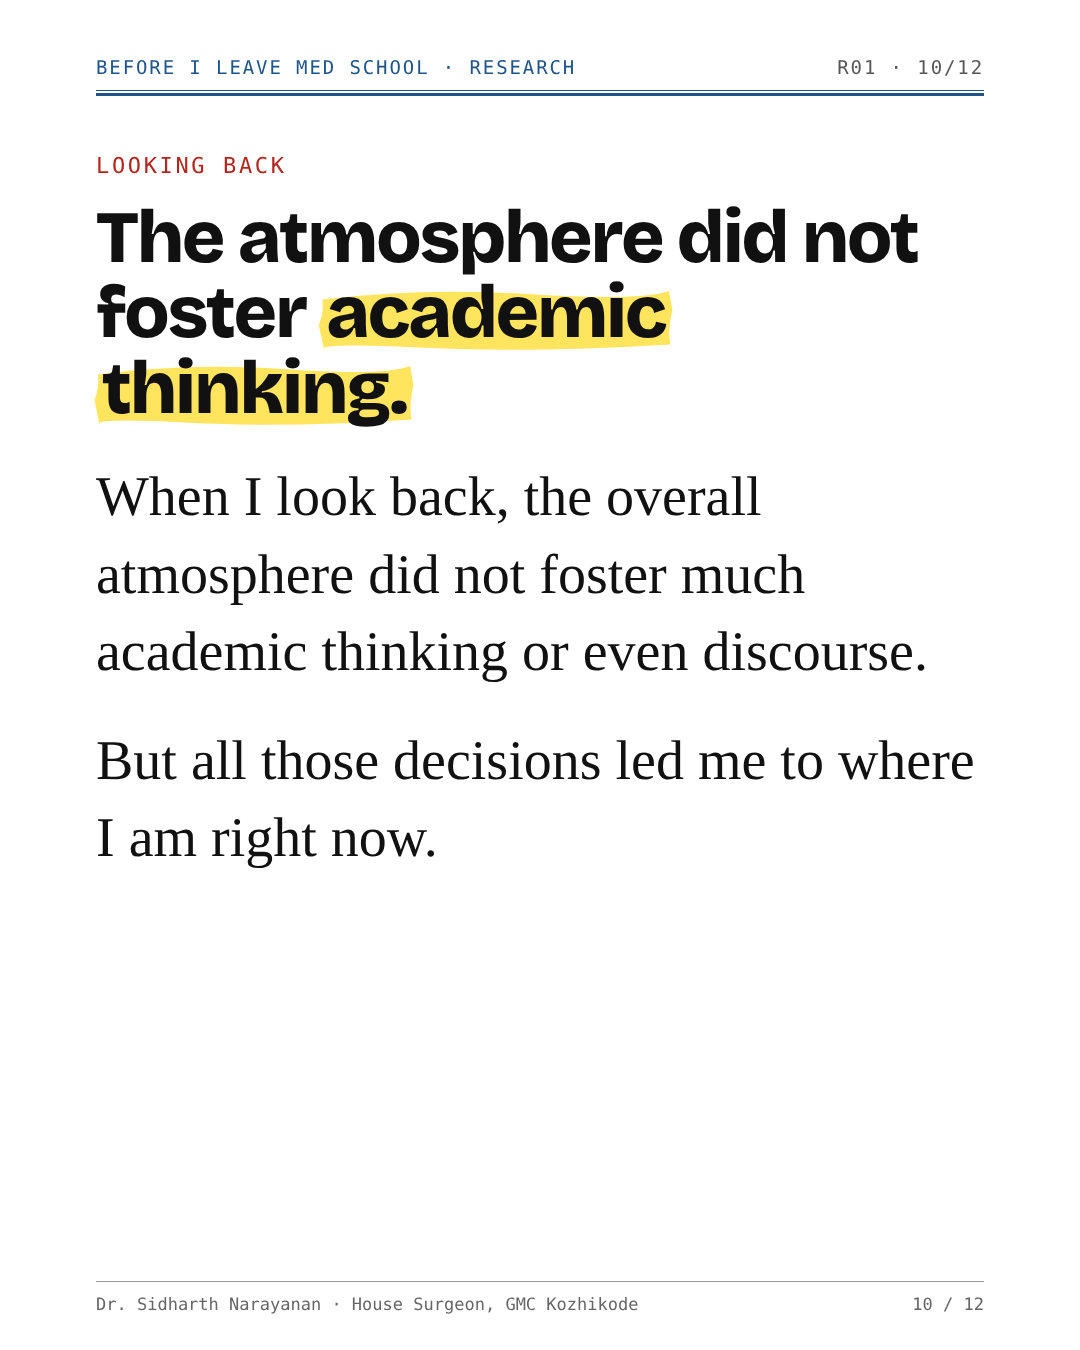 BEFORE I LEAVE MED SCHOOL · RESEARCH
R01 · 10/12
LOOKING BACK
The atmosphere did not
foster academic
thinking.
When I look back, the overall
atmosphere did not foster much
academic thinking or even discourse.
But all those decisions led me to where
I am right now.
Dr. Sidharth Narayanan · House Surgeon, GMC Kozhikode
10 / 12